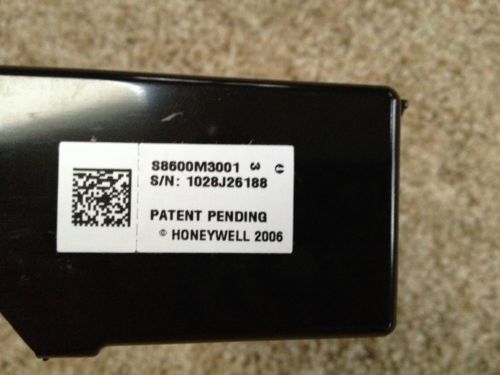 S8600M3001 3
S/N: 1028J26188
PATENT PENDING
© HONEYWELL 2006